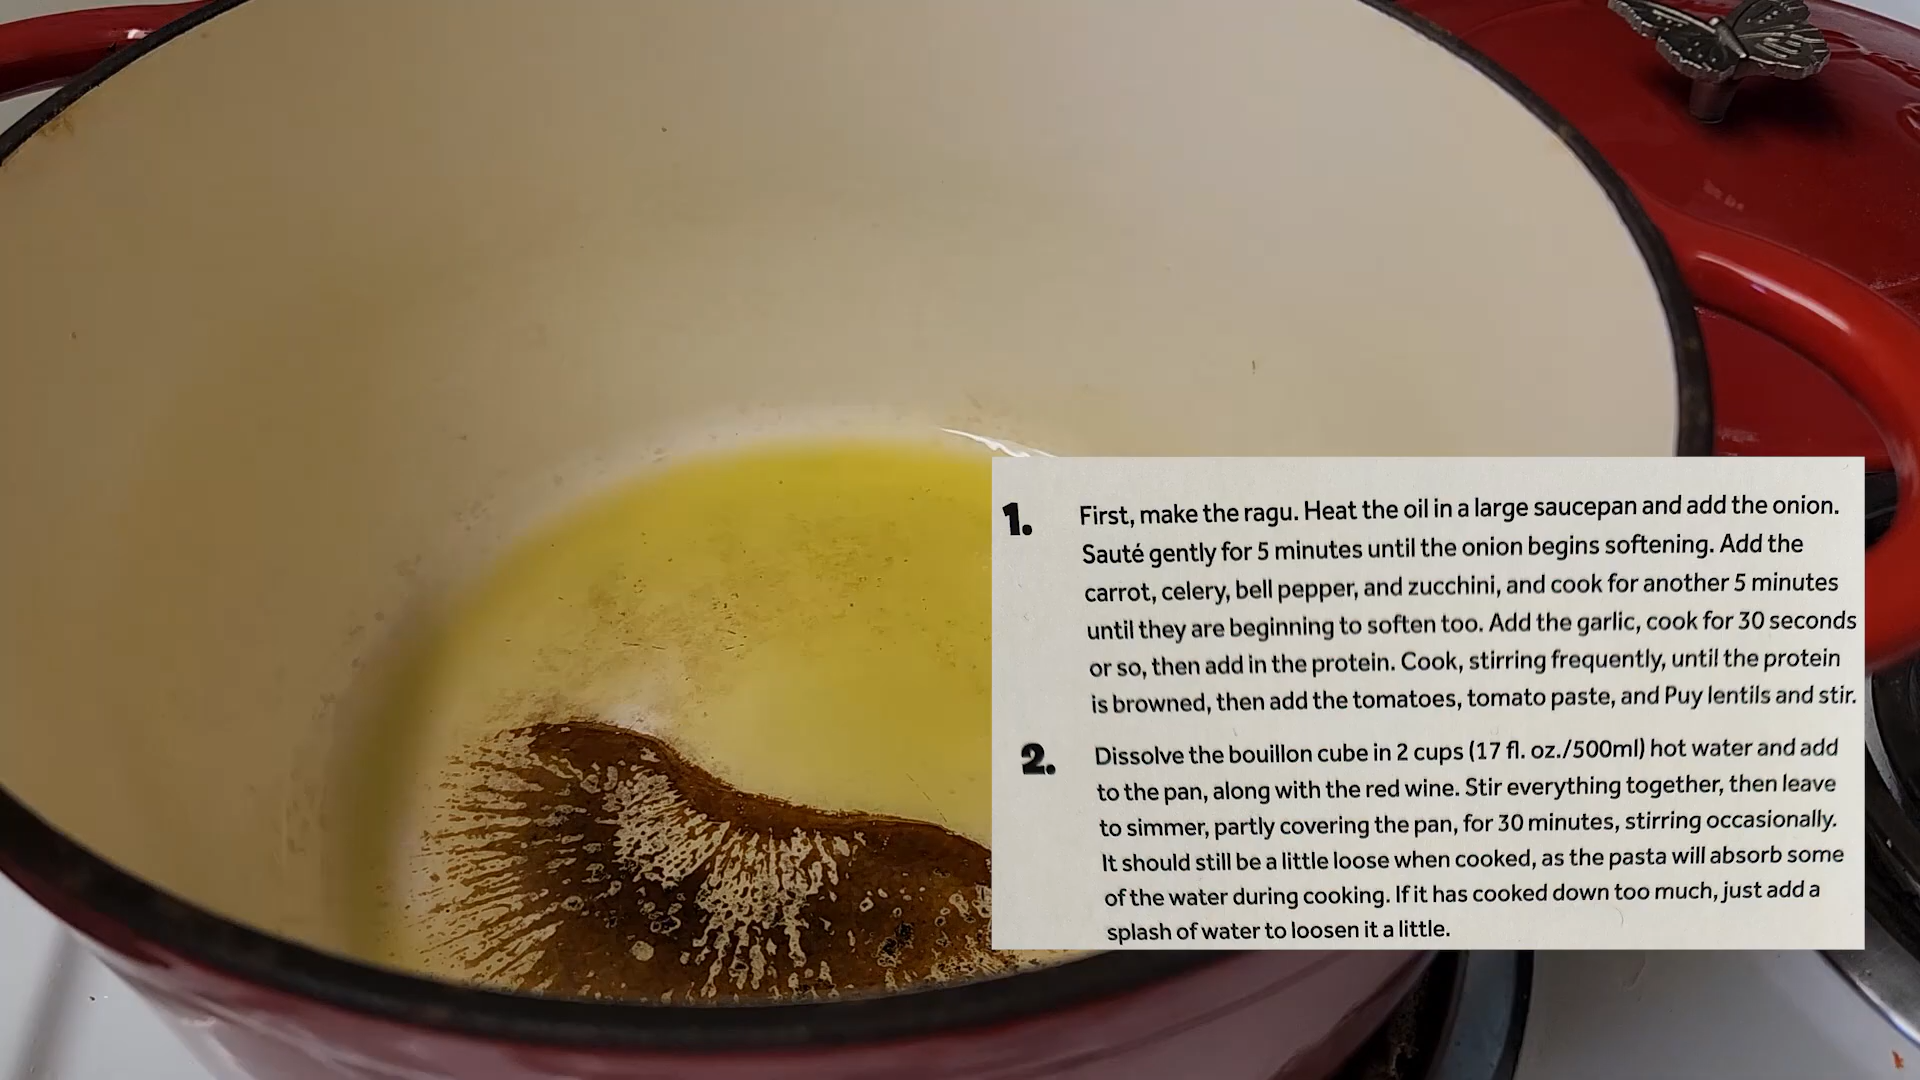 1. First, make the ragu. Heat the oil in a large saucepan and add the onion.
Sauté gently for 5 minutes until the onion begins softening. Add the
carrot, celery, bell pepper, and zucchini, and cook for another 5 minutes
until they are beginning to soften too. Add the garlic, cook for 30 seconds
or so, then add in the protein. Cook, stirring frequently, until the protein
is browned, then add the tomatoes, tomato paste, and Puy lentils and stir.
2. Dissolve the bouillon cube in 2 cups (17 fl. oz./500ml) hot water and add
to the pan, along with the red wine. Stir everything together, then leave
to simmer, partly covering the pan, for 30 minutes, stirring occasionally.
It should still be a little loose when cooked, as the pasta will absorb some
of the water during cooking. If it has cooked down too much, just add a
splash of water to loosen it a little.